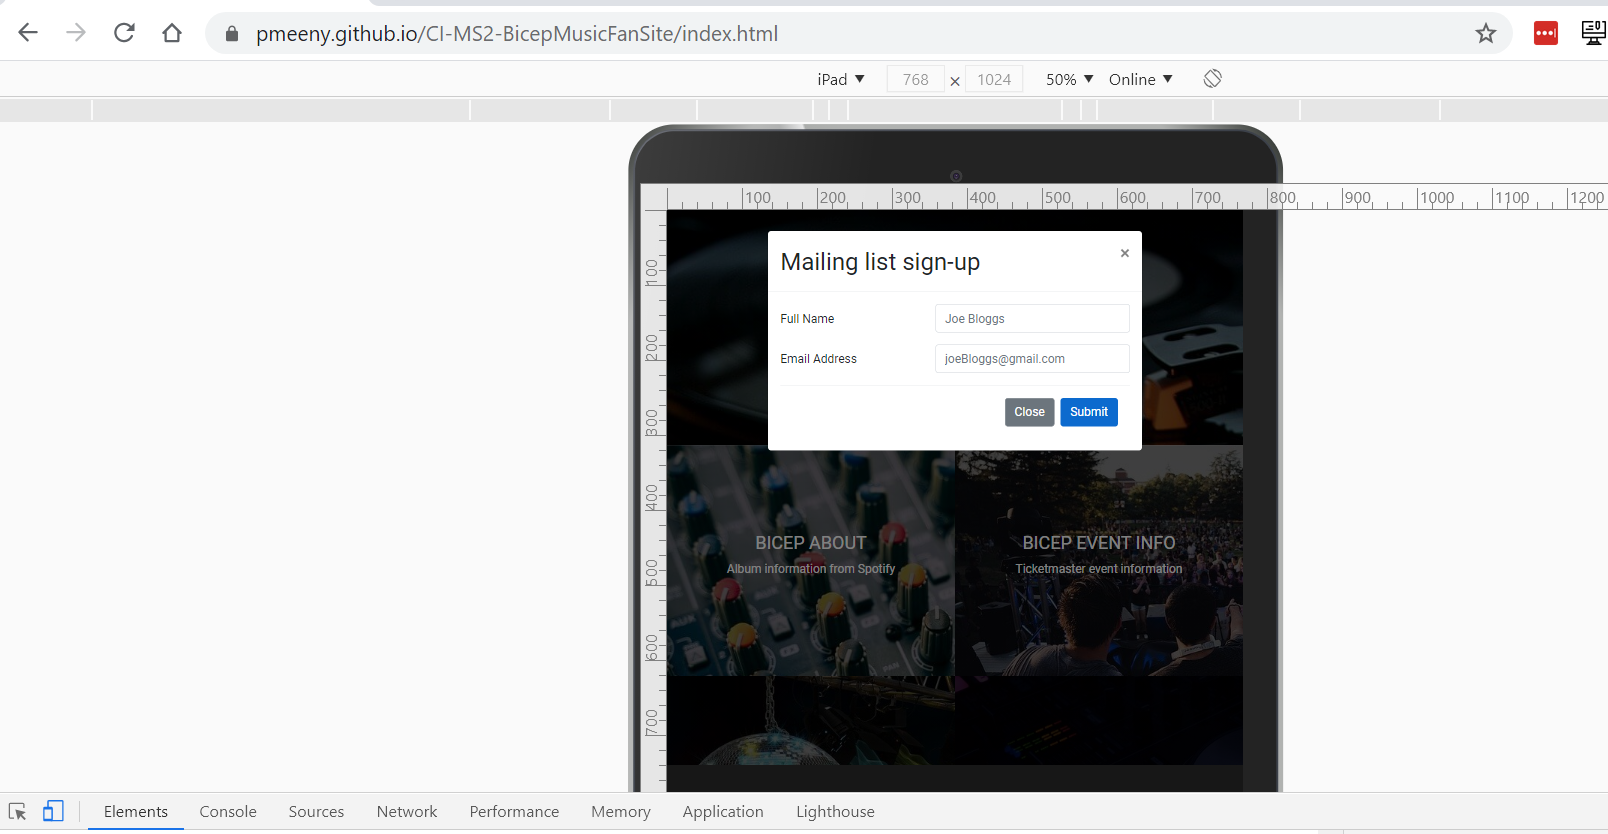 pmeeny.github.io/CI-MS2-BicepMusicFanSite/index.html
iPad ▼ 768 × 1024 50% ▼ Online ▼
100 200 300 400 500 600 700 800 900 1000 1100 1200
Mailing list sign-up ×
Full Name Joe Bloggs
Email Address joeBloggs@gmail.com
Close Submit
100
200
300
400
500
600
700
BICEP ABOUT
Album information from Spotify
BICEP EVENT INFO
Ticketmaster event information
Elements Console Sources Network Performance Memory Application Lighthouse